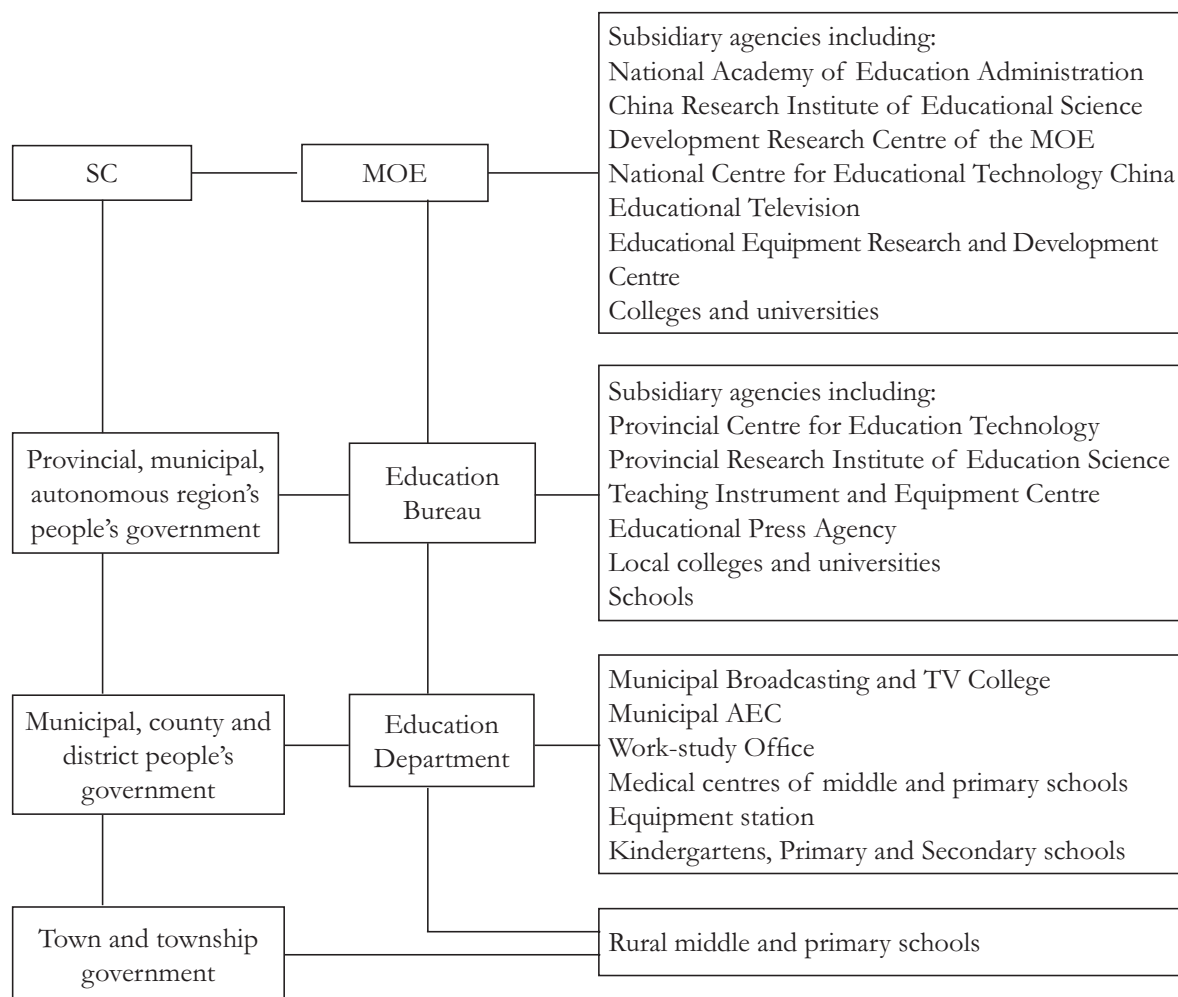 Subsidiary agencies including:
National Academy of Education Administration
China Research Institute of Educational Science
Development Research Centre of the MOE
National Centre for Educational Technology China
Educational Television
Educational Equipment Research and Development
Centre
Colleges and universities
SC
MOE
Provincial, municipal,
autonomous region's
people's government
Education
Bureau
Subsidiary agencies including:
Provincial Centre for Education Technology
Provincial Research Institute of Education Science
Teaching Instrument and Equipment Centre
Educational Press Agency
Local colleges and universities
Schools
Municipal, county and
district people's
government
Education
Department
Municipal Broadcasting and TV College
Municipal AEC
Work-study Office
Medical centres of middle and primary schools
Equipment station
Kindergartens, Primary and Secondary schools
Town and township
government
Rural middle and primary schools